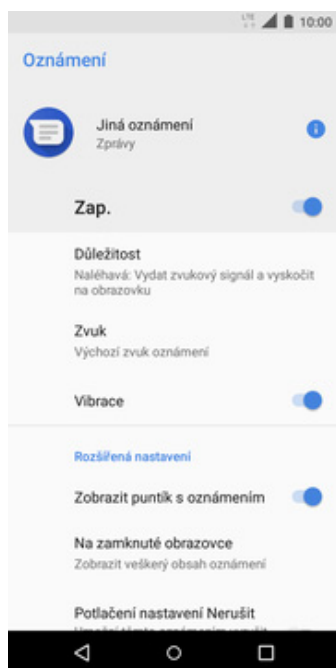 LTE
10:00
Oznámení
Jiná oznámení
Zprávy
Zap.
Důležitost
Naléhavá: Vydat zvukový signál a vyskočit
na obrazovku
Zvuk
Výchozí zvuk oznámení
Vibrace
Rozšířená nastavení
Zobrazit puntík s oznámením
Na zamknuté obrazovce
Zobrazit veškerý obsah oznámení
Potlačení nastavení Nerušit